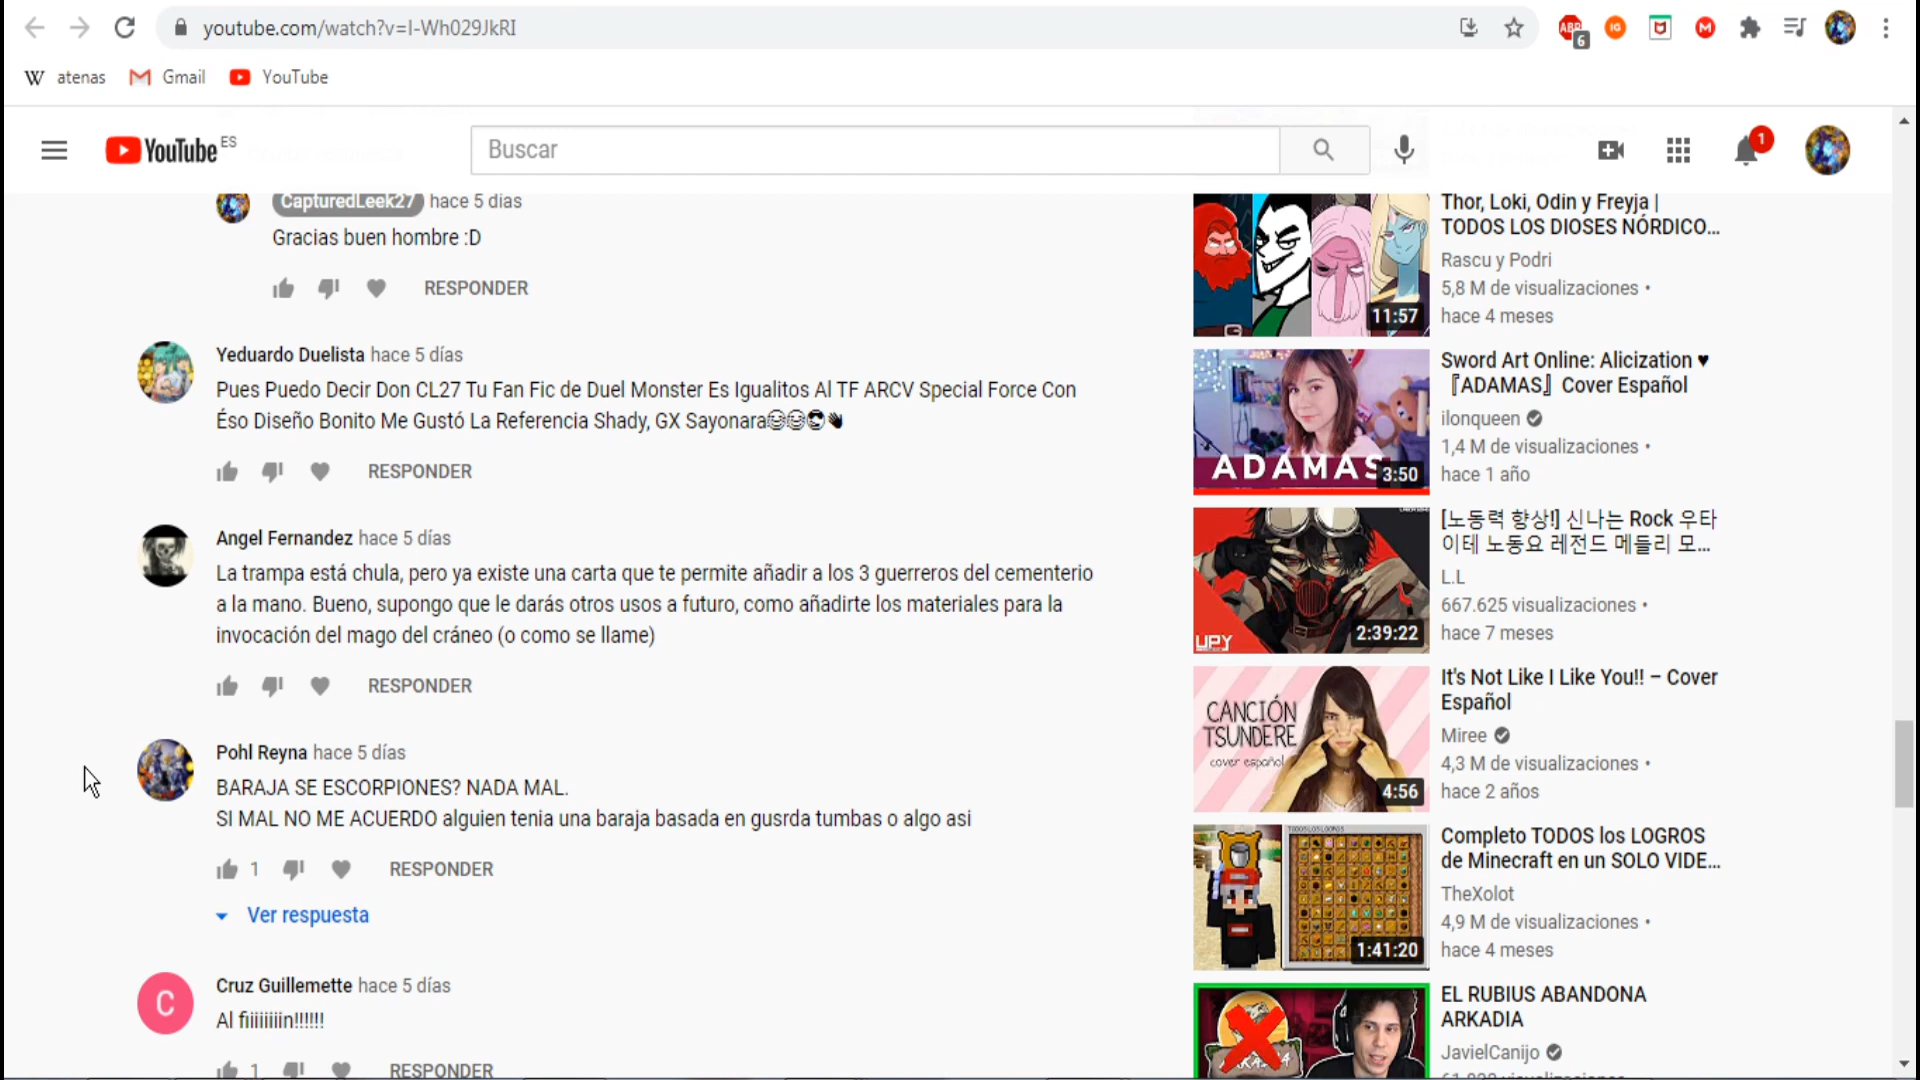 youtube.com/watch?v=I-Wh029JkRI
6
atenas
Gmail
YouTube
YouTube ES
Buscar
1
CapturedLeek27 hace 5 días
Gracias buen hombre :D
RESPONDER
Yeduardo Duelista hace 5 días
Pues Puedo Decir Don CL27 Tu Fan Fic de Duel Monster Es Igualitos Al TF ARCV Special Force Con
Éso Diseño Bonito Me Gustó La Referencia Shady, GX Sayonara😂😂😎👋
RESPONDER
Angel Fernandez hace 5 días
La trampa está chula, pero ya existe una carta que te permite añadir a los 3 guerreros del cementerio
a la mano. Bueno, supongo que le darás otros usos a futuro, como añadirte los materiales para la
invocación del mago del cráneo (o como se llame)
RESPONDER
Pohl Reyna hace 5 días
BARAJA SE ESCORPIONES? NADA MAL.
SI MAL NO ME ACUERDO alguien tenia una baraja basada en gusrda tumbas o algo asi
1 RESPONDER
Ver respuesta
C
Cruz Guillemette hace 5 días
Al fiiiiiiiin!!!!!!
1 RESPONDER
11:57
Thor, Loki, Odin y Freyja |
TODOS LOS DIOSES NÓRDICO...
Rascu y Podri
5,8 M de visualizaciones •
hace 4 meses
ADAMAS
3:50
Sword Art Online: Alicization ♥
『ADAMAS』Cover Español
ilonqueen
1,4 M de visualizaciones •
hace 1 año
UPY
2:39:22
[노동력 향상!] 신나는 Rock 우타
이테 노동요 레전드 메들리 모...
L.L
667.625 visualizaciones •
hace 7 meses
CANCIÓN
TSUNDERE
cover español
4:56
It's Not Like I Like You!! – Cover
Español
Miree
4,3 M de visualizaciones •
hace 2 años
1:41:20
Completo TODOS los LOGROS
de Minecraft en un SOLO VIDE...
TheXolot
4,9 M de visualizaciones •
hace 4 meses
EL RUBIUS ABANDONA
ARKADIA
JavielCanijo